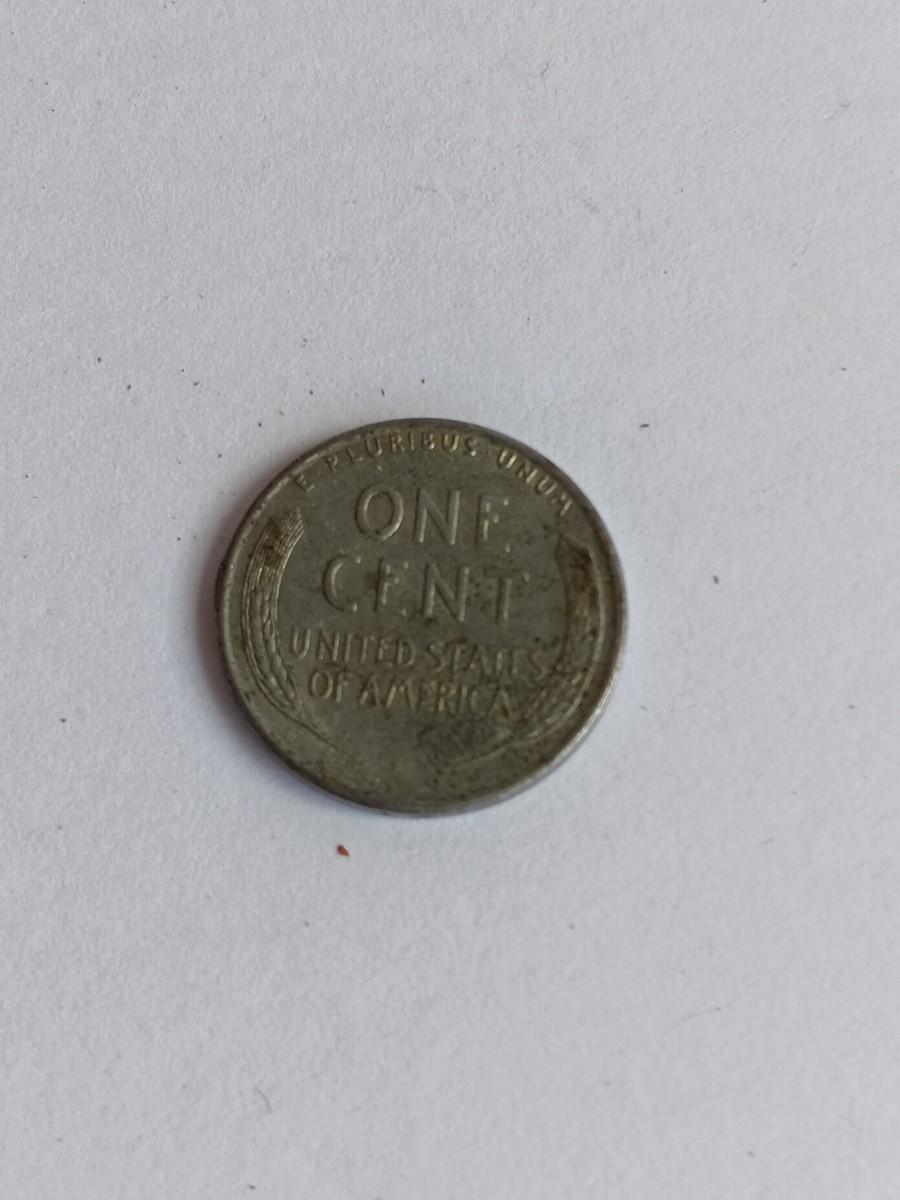 E·PLURIBUS·UNUM
ONE
CENT
UNITED STATES
OF AMERICA